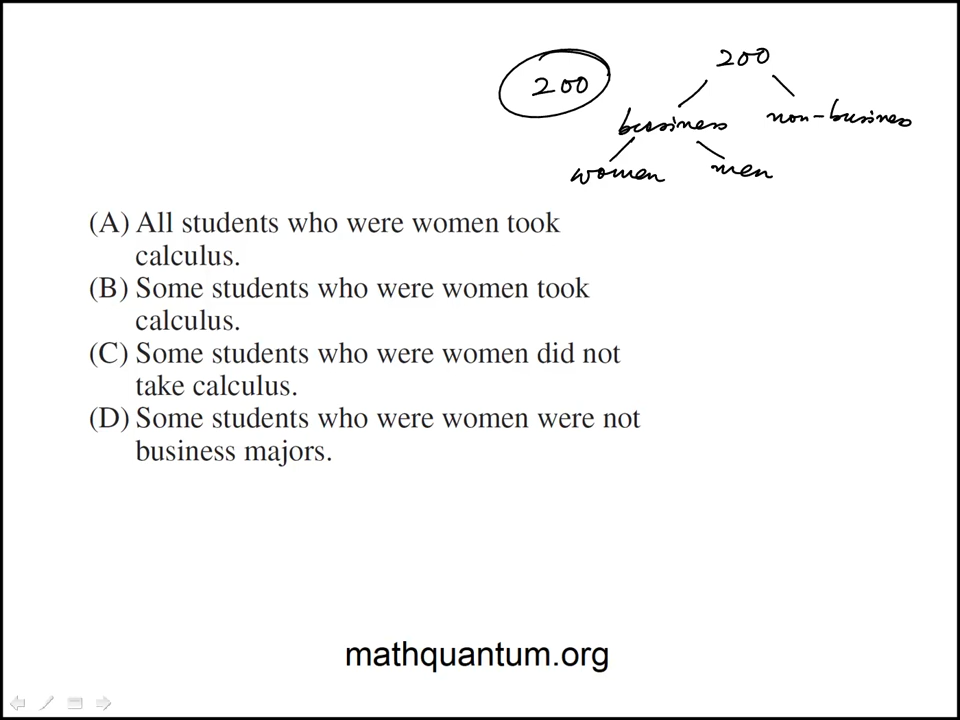 200
200
business
non-business
women
men
(A) All students who were women took
calculus.
(B) Some students who were women took
calculus.
(C) Some students who were women did not
take calculus.
(D) Some students who were women were not
business majors.
mathquantum.org